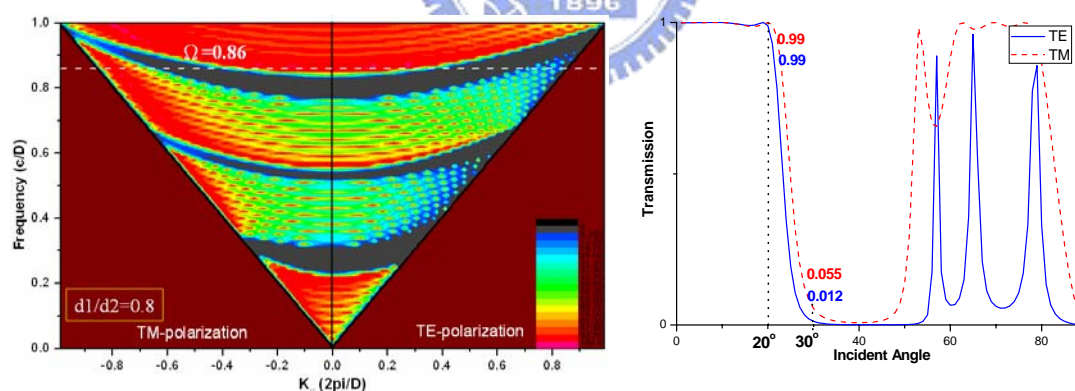 1896
1.0
0.8
0.6
0.4
0.2
0.0
Frequency (c/D)
Ω=0.86
d1/d2=0.8
TM-polarization
TE-polarization
-0.8 -0.6 -0.4 -0.2 0.0 0.2 0.4 0.6 0.8
K,, (2pi/D)
TE
TM
0.99
0.99
0.055
0.012
Transmission
1
1
0 20° 30° 40 60 80
Incident Angle